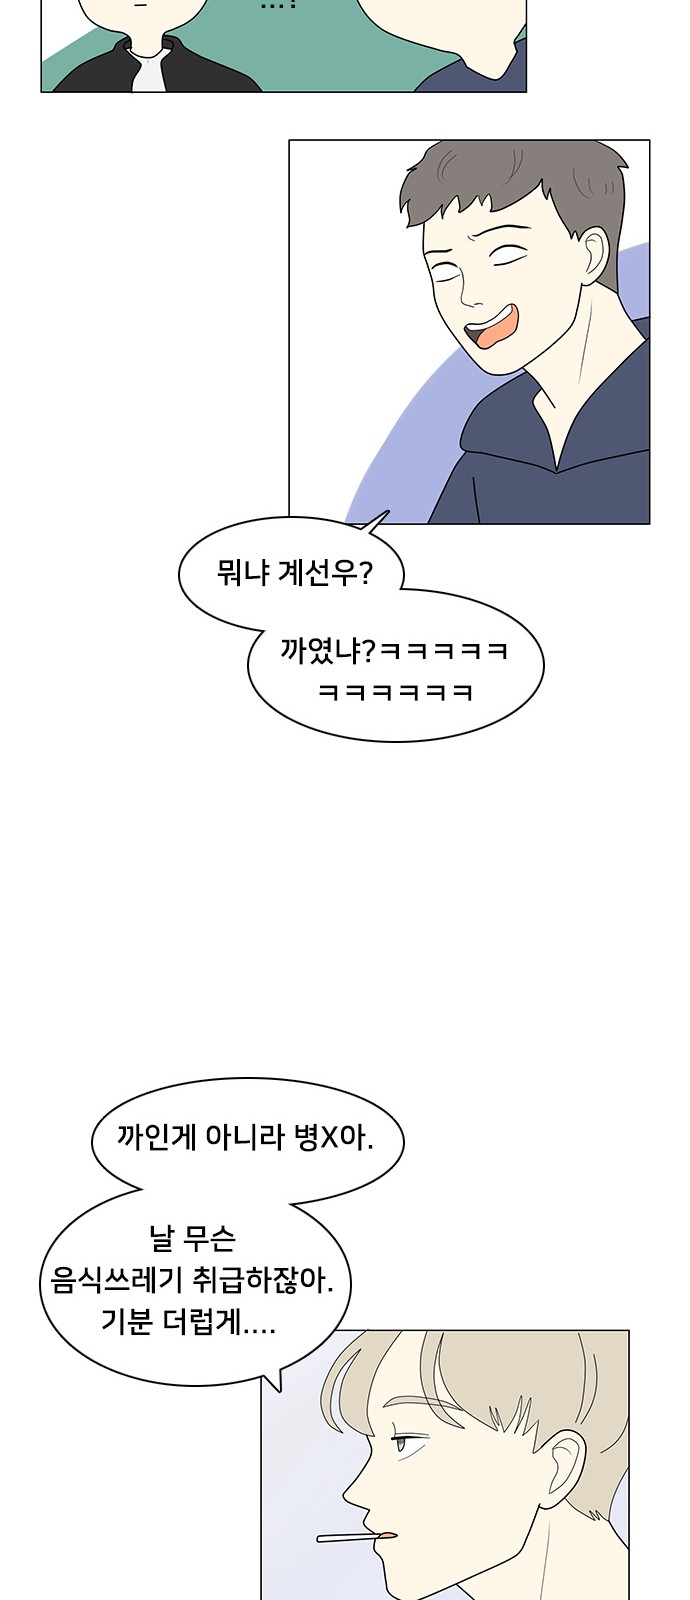 ...?
뭐냐 계선우?
까였냐?ㅋㅋㅋㅋㅋ
ㅋㅋㅋㅋㅋㅋ
까인게 아니라 병X아.
날 무슨
음식쓰레기 취급하잖아.
기분 더럽게....